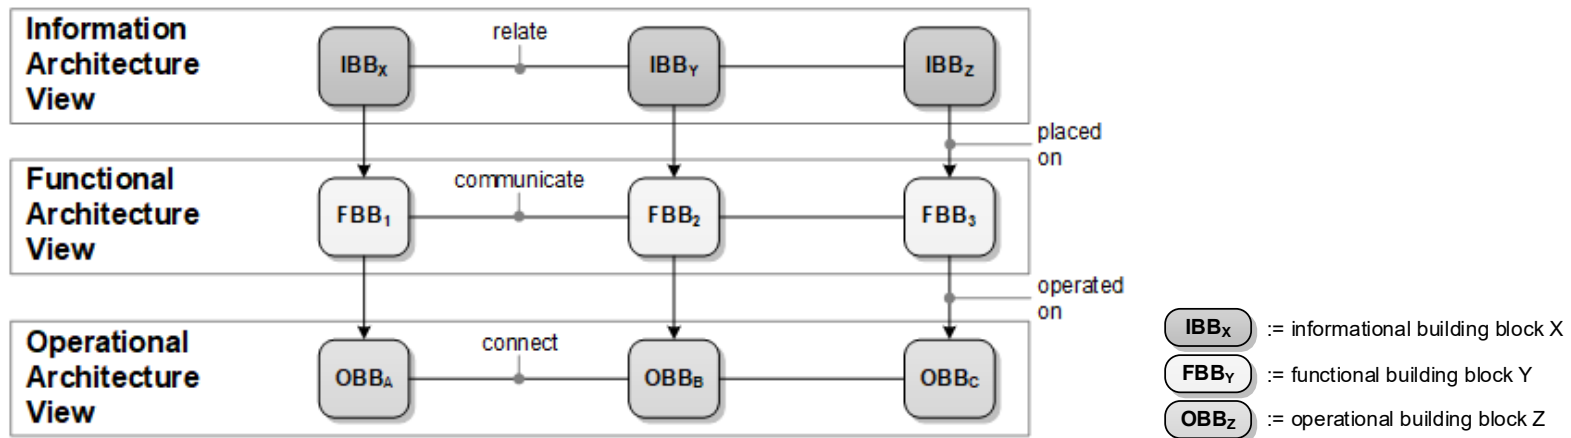 Information
Architecture
View
IBBX
relate
IBBY
IBBZ
placed
on
Functional
Architecture
View
FBB1
communicate
FBB2
FBB3
operated
on
Operational
Architecture
View
OBBA
connect
OBBB
OBBC
IBBX := informational building block X
FBBY := functional building block Y
OBBZ := operational building block Z